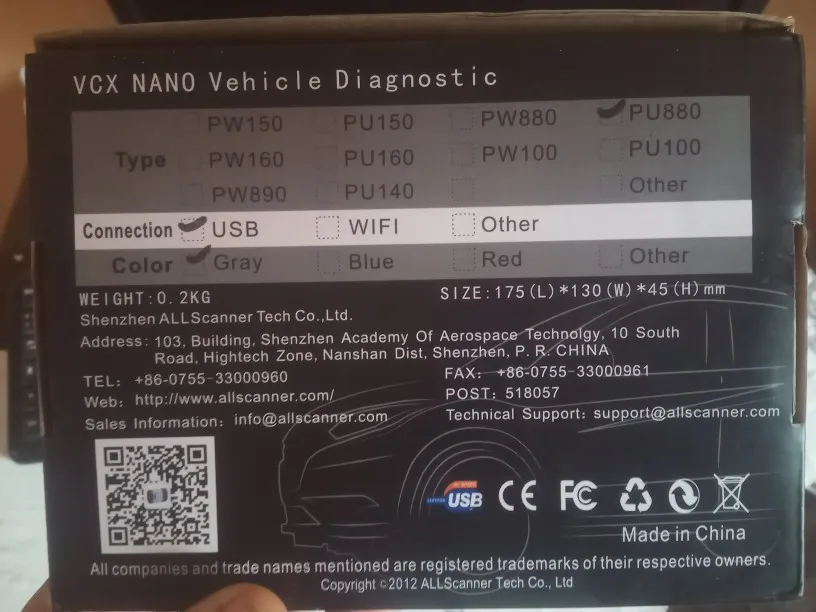 VCX NANO Vehicle Diagnostic
PW150 PU150 PW880 PU880
Type PW160 PU160 PW100 PU100
PW890 PU140 Other
Connection USB WIFI Other
Color Gray Blue Red Other
WEIGHT:0.2KG SIZE:175(L)*130(W)*45(H)mm
Shenzhen ALLScanner Tech Co.,Ltd.
Address: 103, Building, Shenzhen Academy Of Aerospace Technolgy, 10 South
Road, Hightech Zone, Nanshan Dist, Shenzhen, P. R. CHINA
TEL: +86-0755-33000960 FAX: +86-0755-33000961
Web: http://www.allscanner.com/ POST: 518057
Sales Information: info@allscanner.com Technical Support: support@allscanner.com
USB CE FC
Made in China
All companies and trade names mentioned are registered trademarks of their respective owners.
Copyright ©2012 ALLScanner Tech Co., Ltd